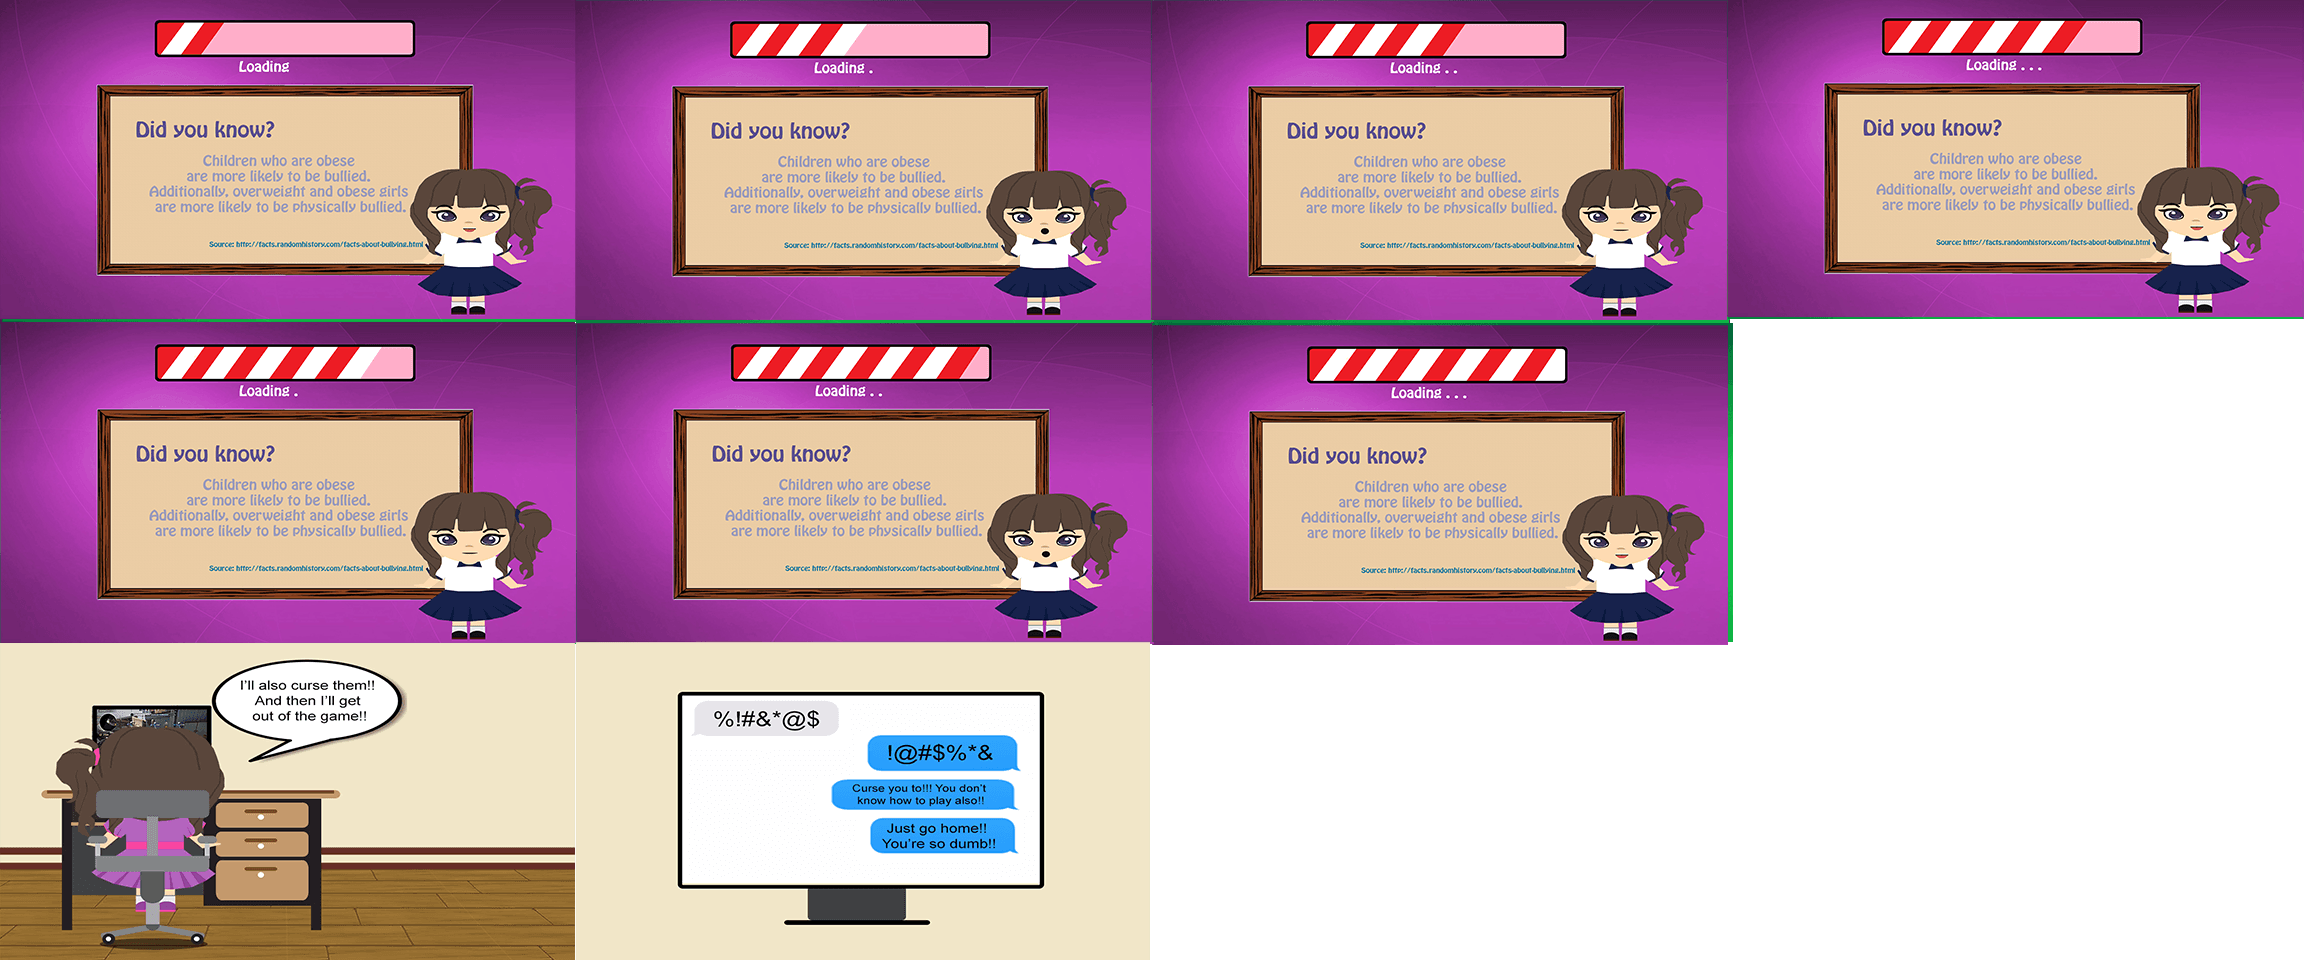 Loading
Did you know?
Children who are obese
are more likely to be bullied.
Additionally, overweight and obese girls
are more likely to be physically bullied.
Source: http://facts.randomhistory.com/facts-about-bullying.html
Loading .
Did you know?
Children who are obese
are more likely to be bullied.
Additionally, overweight and obese girls
are more likely to be physically bullied.
Source: http://facts.randomhistory.com/facts-about-bullying.html
Loading . .
Did you know?
Children who are obese
are more likely to be bullied.
Additionally, overweight and obese girls
are more likely to be physically bullied.
Source: http://facts.randomhistory.com/facts-about-bullying.html
Loading . . .
Did you know?
Children who are obese
are more likely to be bullied.
Additionally, overweight and obese girls
are more likely to be physically bullied.
Source: http://facts.randomhistory.com/facts-about-bullying.html
Loading .
Did you know?
Children who are obese
are more likely to be bullied.
Additionally, overweight and obese girls
are more likely to be physically bullied.
Source: http://facts.randomhistory.com/facts-about-bullying.html
Loading . .
Did you know?
Children who are obese
are more likely to be bullied.
Additionally, overweight and obese girls
are more likely to be physically bullied.
Source: http://facts.randomhistory.com/facts-about-bullying.html
Loading . . .
Did you know?
Children who are obese
are more likely to be bullied.
Additionally, overweight and obese girls
are more likely to be physically bullied.
Source: http://facts.randomhistory.com/facts-about-bullying.html
I'll also curse them!!
And then I'll get
out of the game!!
%!#&*@$
!@#$%*&
Curse you to!!! You don't
know how to play also!!
Just go home!!
You're so dumb!!